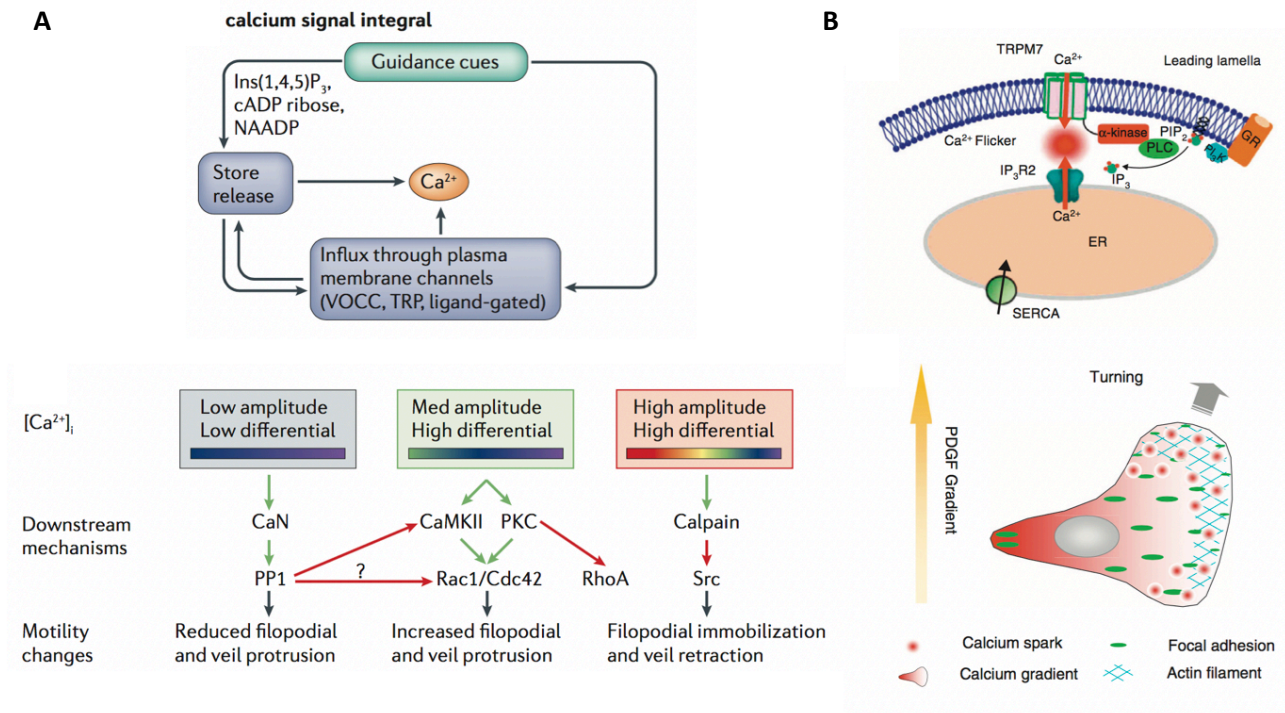 A
calcium signal integral
Guidance cues
Ins(1,4,5)P₃,
cADP ribose,
NAADP
Store
release
Ca²⁺
Influx through plasma
membrane channels
(VOCC, TRP, ligand-gated)
[Ca²⁺]ᵢ
Low amplitude
Low differential
Med amplitude
High differential
High amplitude
High differential
Downstream
mechanisms
CaN
CaMKII
PKC
Calpain
PP1
?
Rac1/Cdc42
RhoA
Src
Motility
changes
Reduced filopodial
and veil protrusion
Increased filopodial
and veil protrusion
Filopodial immobilization
and veil retraction
B
TRPM7
Ca²⁺
Leading lamella
Ca²⁺ Flicker
α-kinase
PIP₂
PLC
PI₃K
GR
IP₃R2
IP₃
Ca²⁺
ER
SERCA
Turning
PDGF Gradient
Calcium spark
Focal adhesion
Calcium gradient
Actin filament